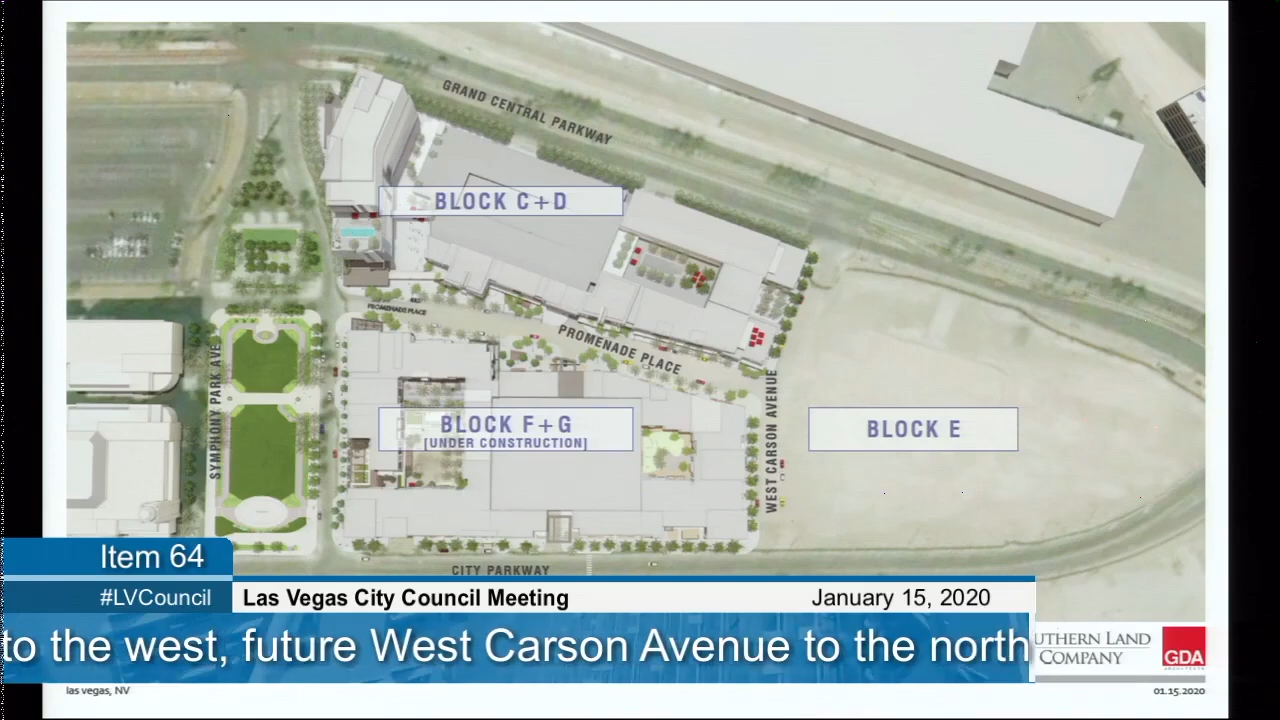 GRAND CENTRAL PARKWAY
BLOCK C+D
PROMENADE PLACE
PROMENADE PLACE
SYMPHONY PARK AVE
BLOCK F+G
[UNDER CONSTRUCTION]
WEST CARSON AVENUE
BLOCK E
CITY PARKWAY
Item 64
#LVCouncil
Las Vegas City Council Meeting
January 15, 2020
to the west, future West Carson Avenue to the north
UTHERN LAND
COMPANY
GDA
las vegas, NV
01.15.2020